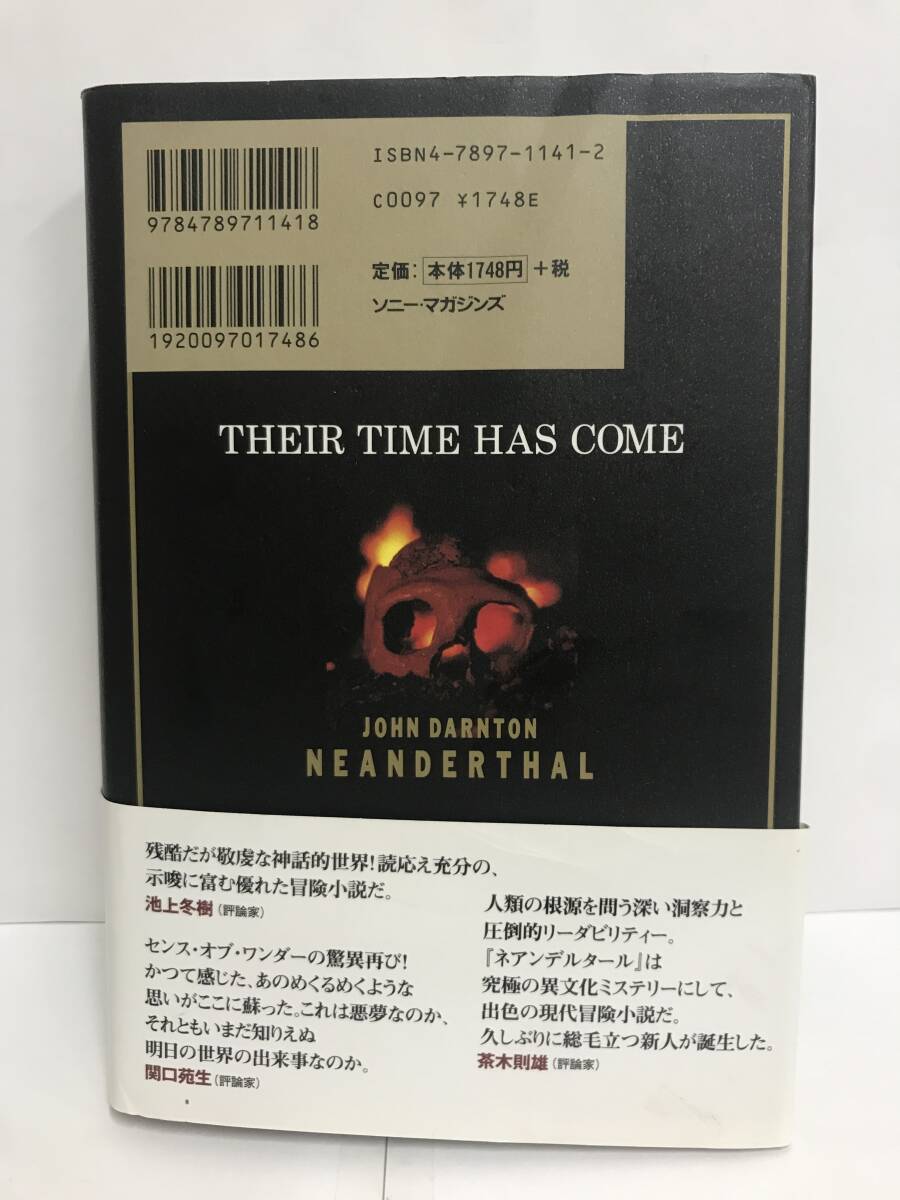 9784789711418
ISBN4-7897-1141-2
C0097 ¥1748E
1920097017486
定価:本体1748円+税
ソニー・マガジンズ
THEIR TIME HAS COME
JOHN DARNTON
NEANDERTHAL
残酷だが敬虔な神話的世界!読応え充分の、
示唆に富む優れた冒険小説だ。
池上冬樹(評論家)
センス・オブ・ワンダーの驚異再び!
かつて感じた、あのめくるめくような
思いがここに蘇った。これは悪夢なのか、
それともいまだ知りえぬ
明日の世界の出来事なのか。
関口苑生(評論家)
人類の根源を問う深い洞察力と
圧倒的リーダビリティー。
『ネアンデルタール』は
究極の異文化ミステリーにして、
出色の現代冒険小説だ。
久しぶりに総毛立つ新人が誕生した。
茶木則雄(評論家)